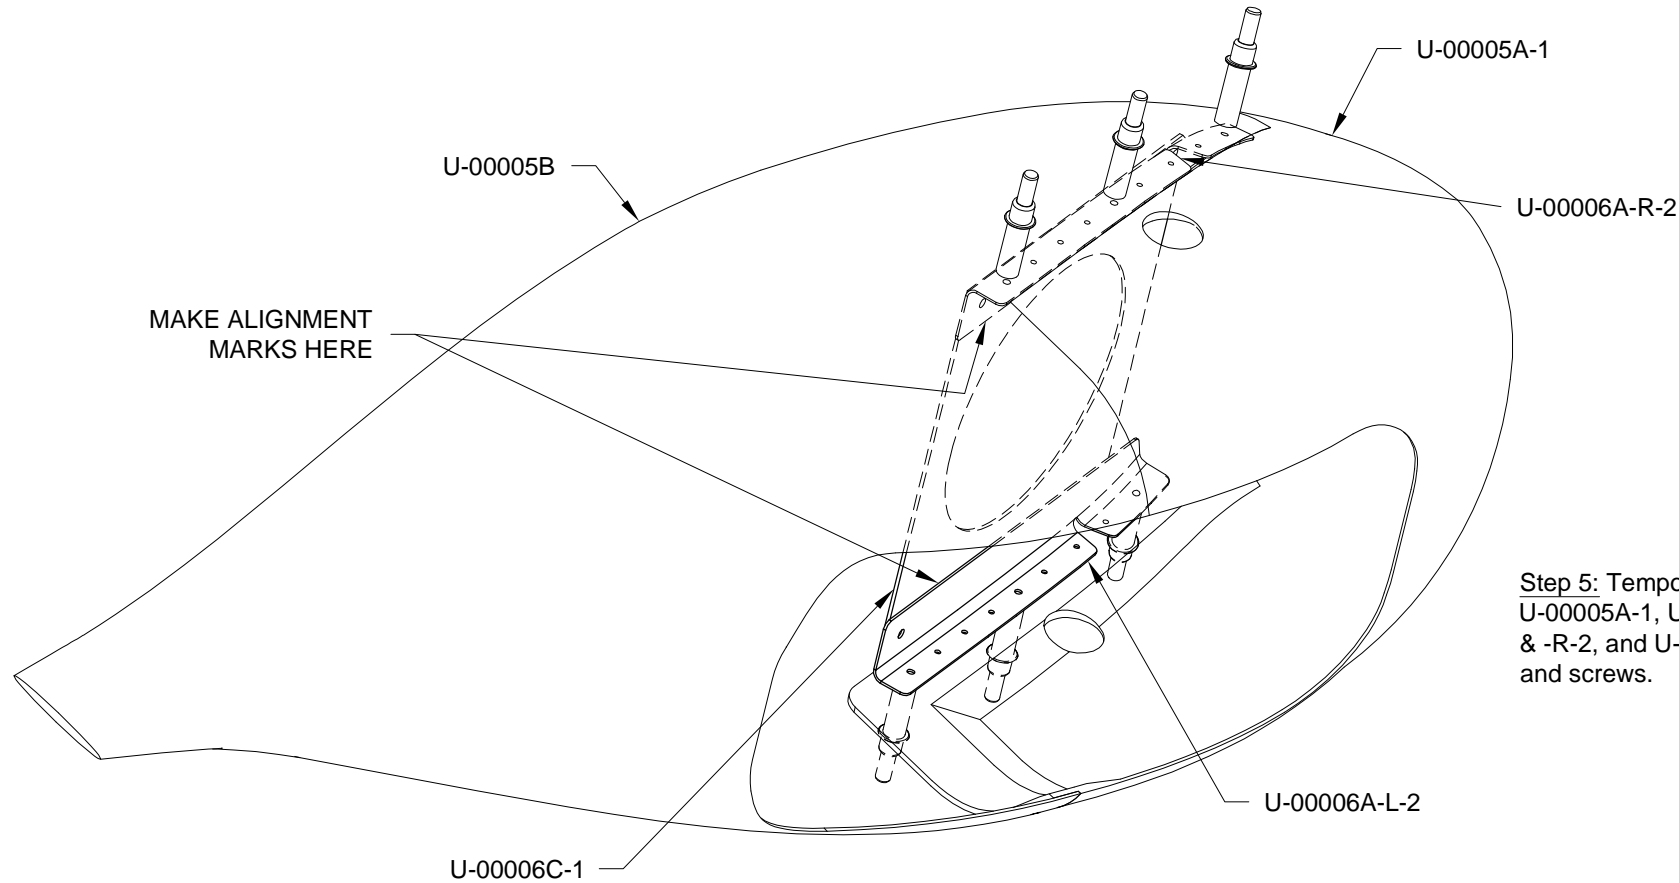 U-00005A-1
U-00005B
U-00006A-R-2
MAKE ALIGNMENT
MARKS HERE
Step 5:
U-00005A-1,
& -R-2, and
and screws.
U-00006A-L-2
U-00006C-1